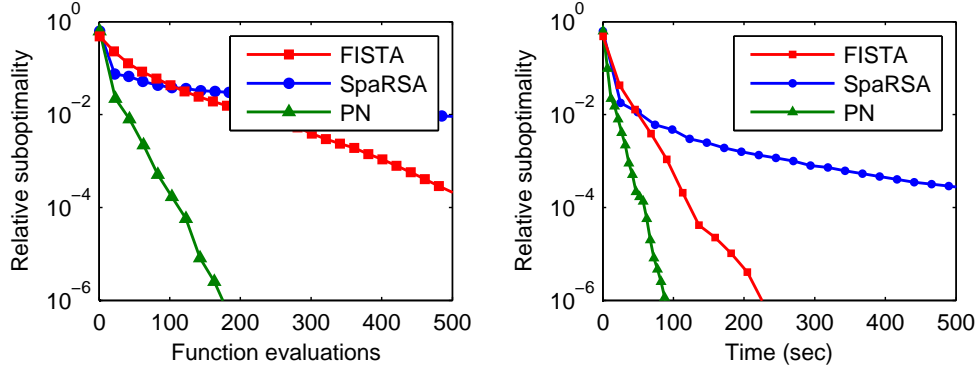 10^0
10^−2
10^−4
10^−6
Relative suboptimality
0
100
200
300
400
500
Function evaluations
FISTA
SpaRSA
PN
10^0
10^−2
10^−4
10^−6
Relative suboptimality
0
100
200
300
400
500
Time (sec)
FISTA
SpaRSA
PN